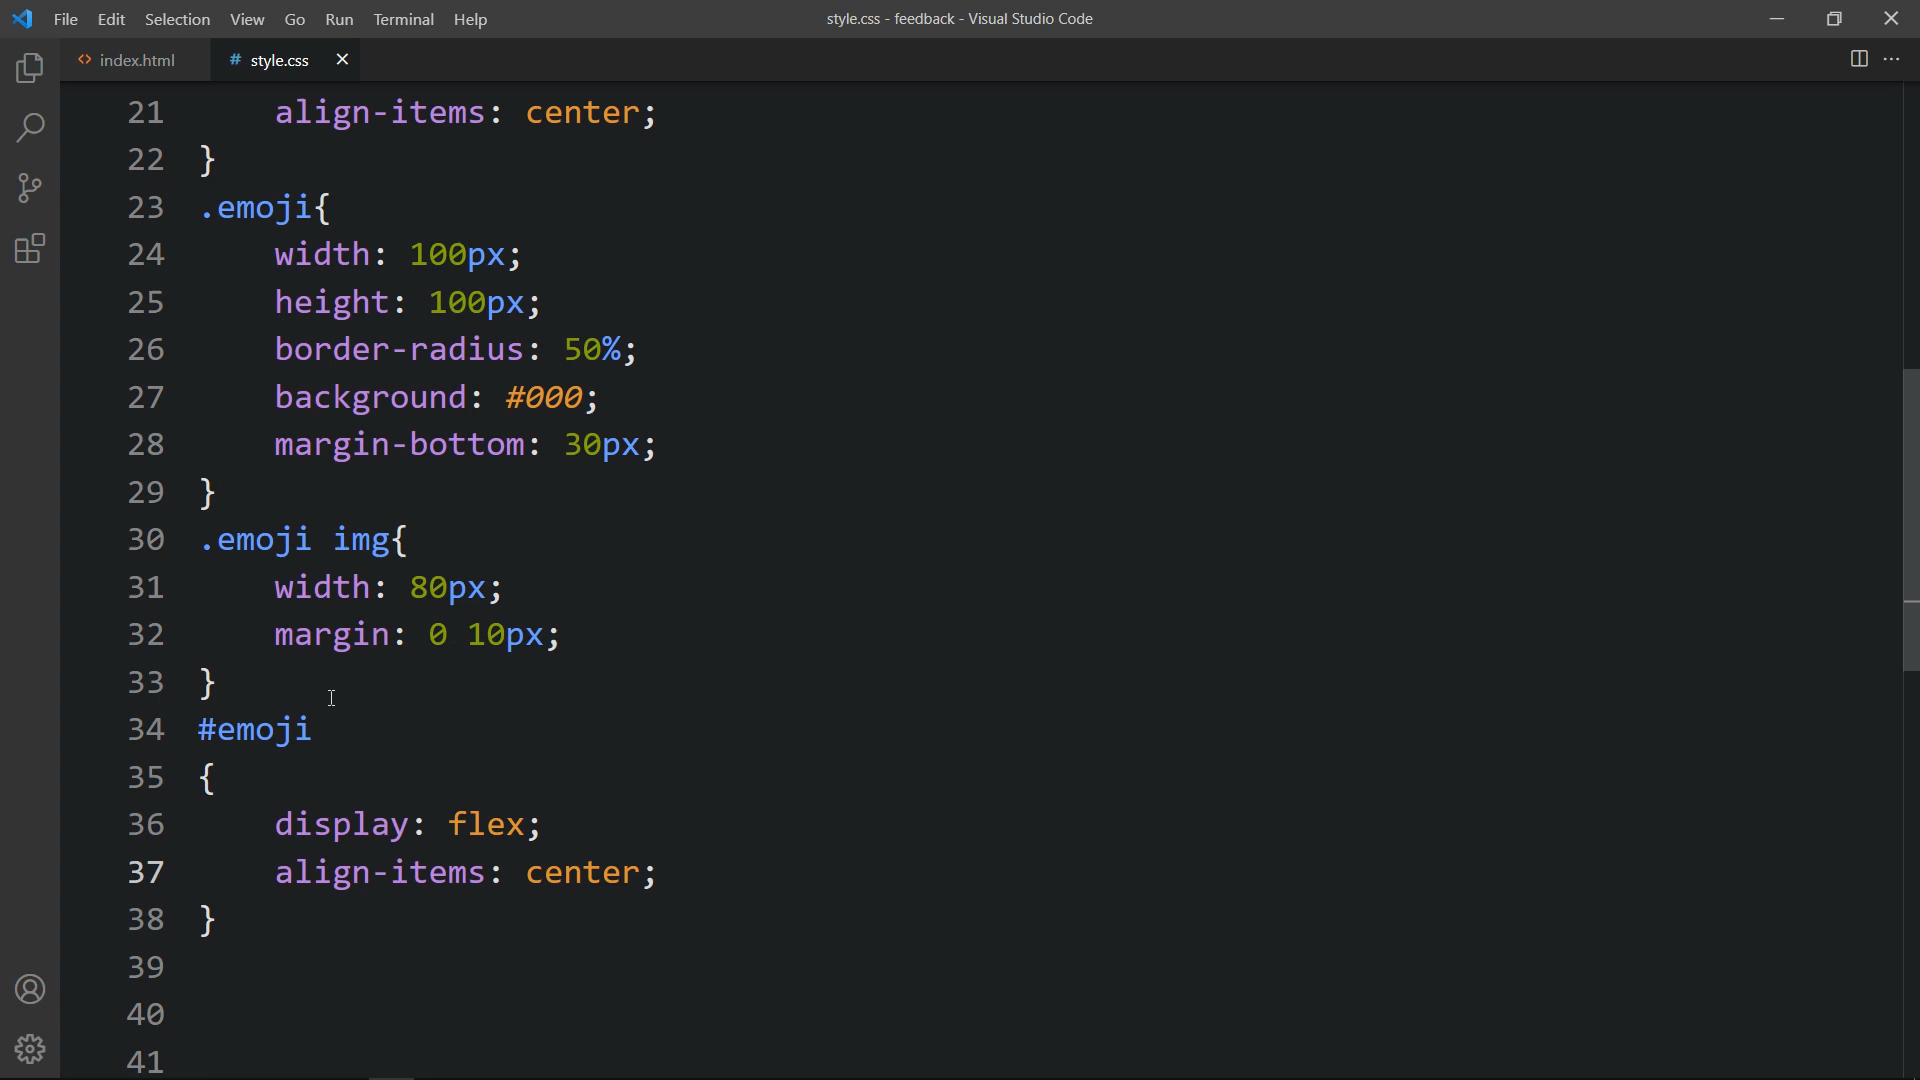 File Edit Selection View Go Run Terminal Help
style.css - feedback - Visual Studio Code
index.html
# style.css
21 align-items: center;
22 }
23 .emoji{
24 width: 100px;
25 height: 100px;
26 border-radius: 50%;
27 background: #000;
28 margin-bottom: 30px;
29 }
30 .emoji img{
31 width: 80px;
32 margin: 0 10px;
33 }
34 #emoji
35 {
36 display: flex;
37 align-items: center;
38 }
39
40
41